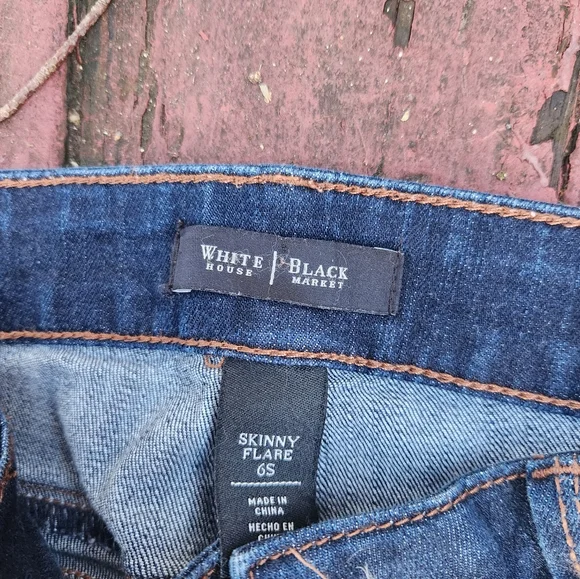 WHITE | BLACK
HOUSE | MARKET
SKINNY
FLARE
6S
MADE IN
CHINA
HECHO EN